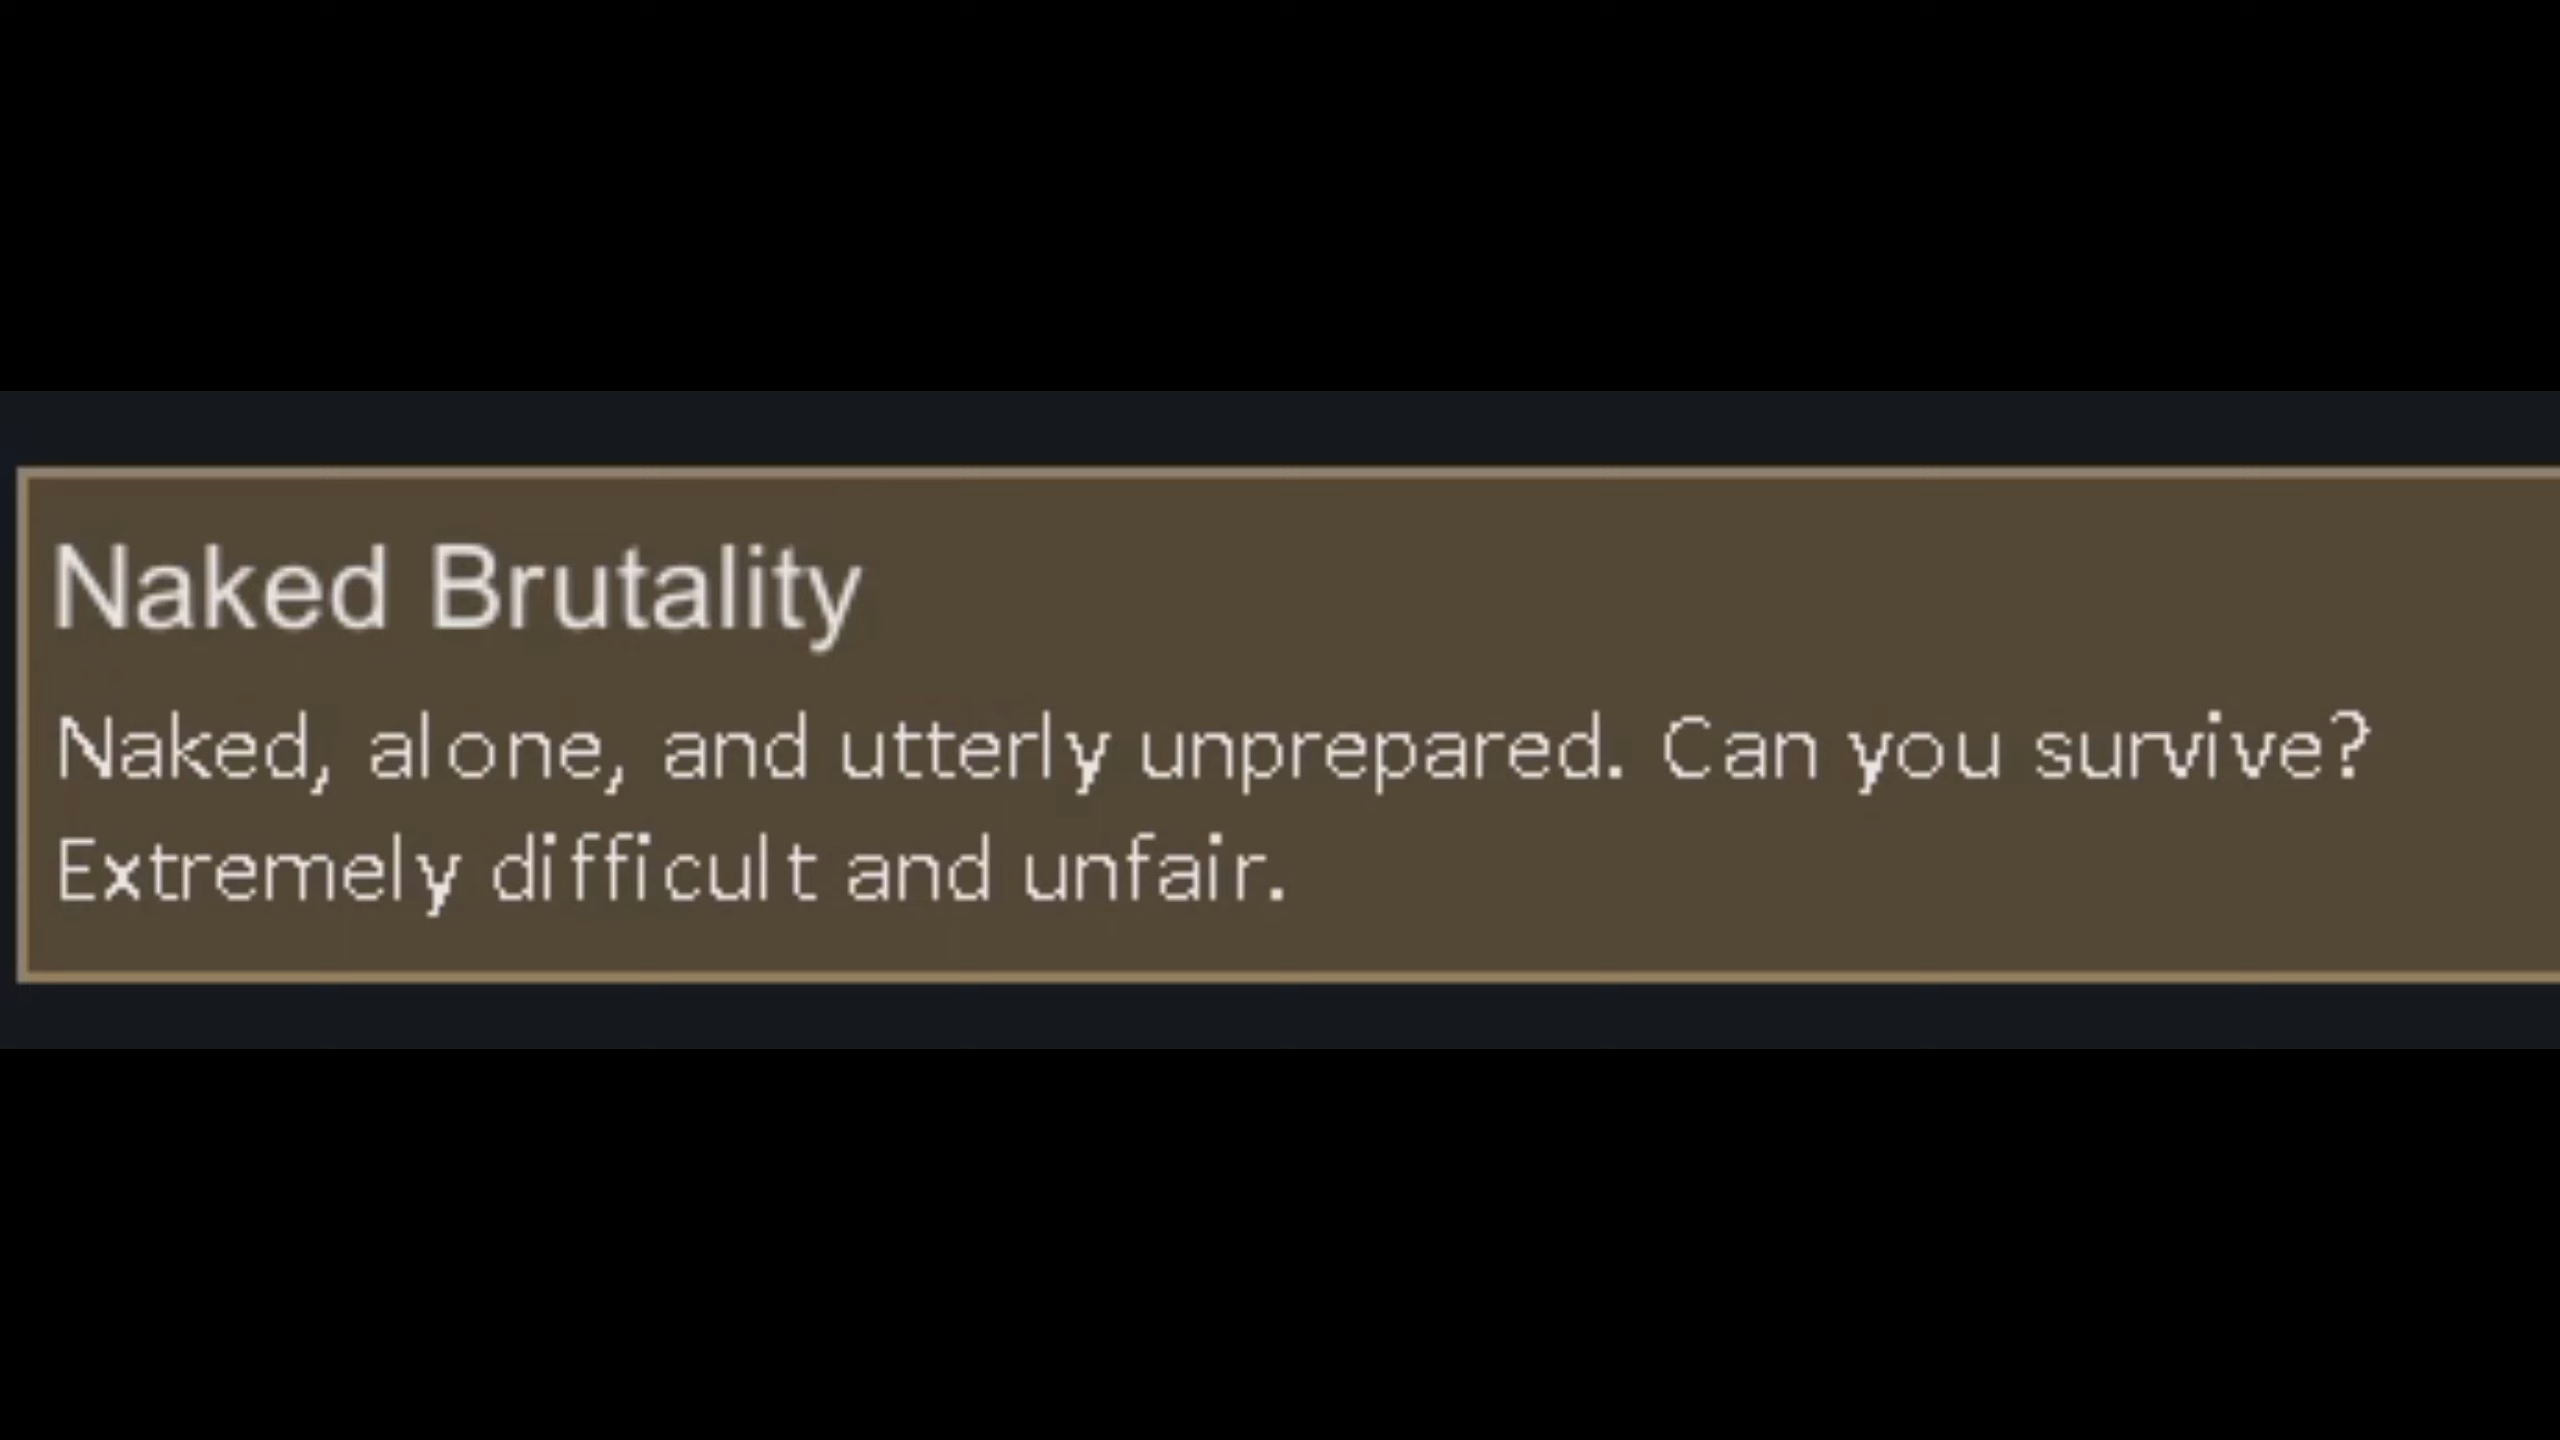 Naked Brutality
Naked, alone, and utterly unprepared. Can you survive?
Extremely difficult and unfair.